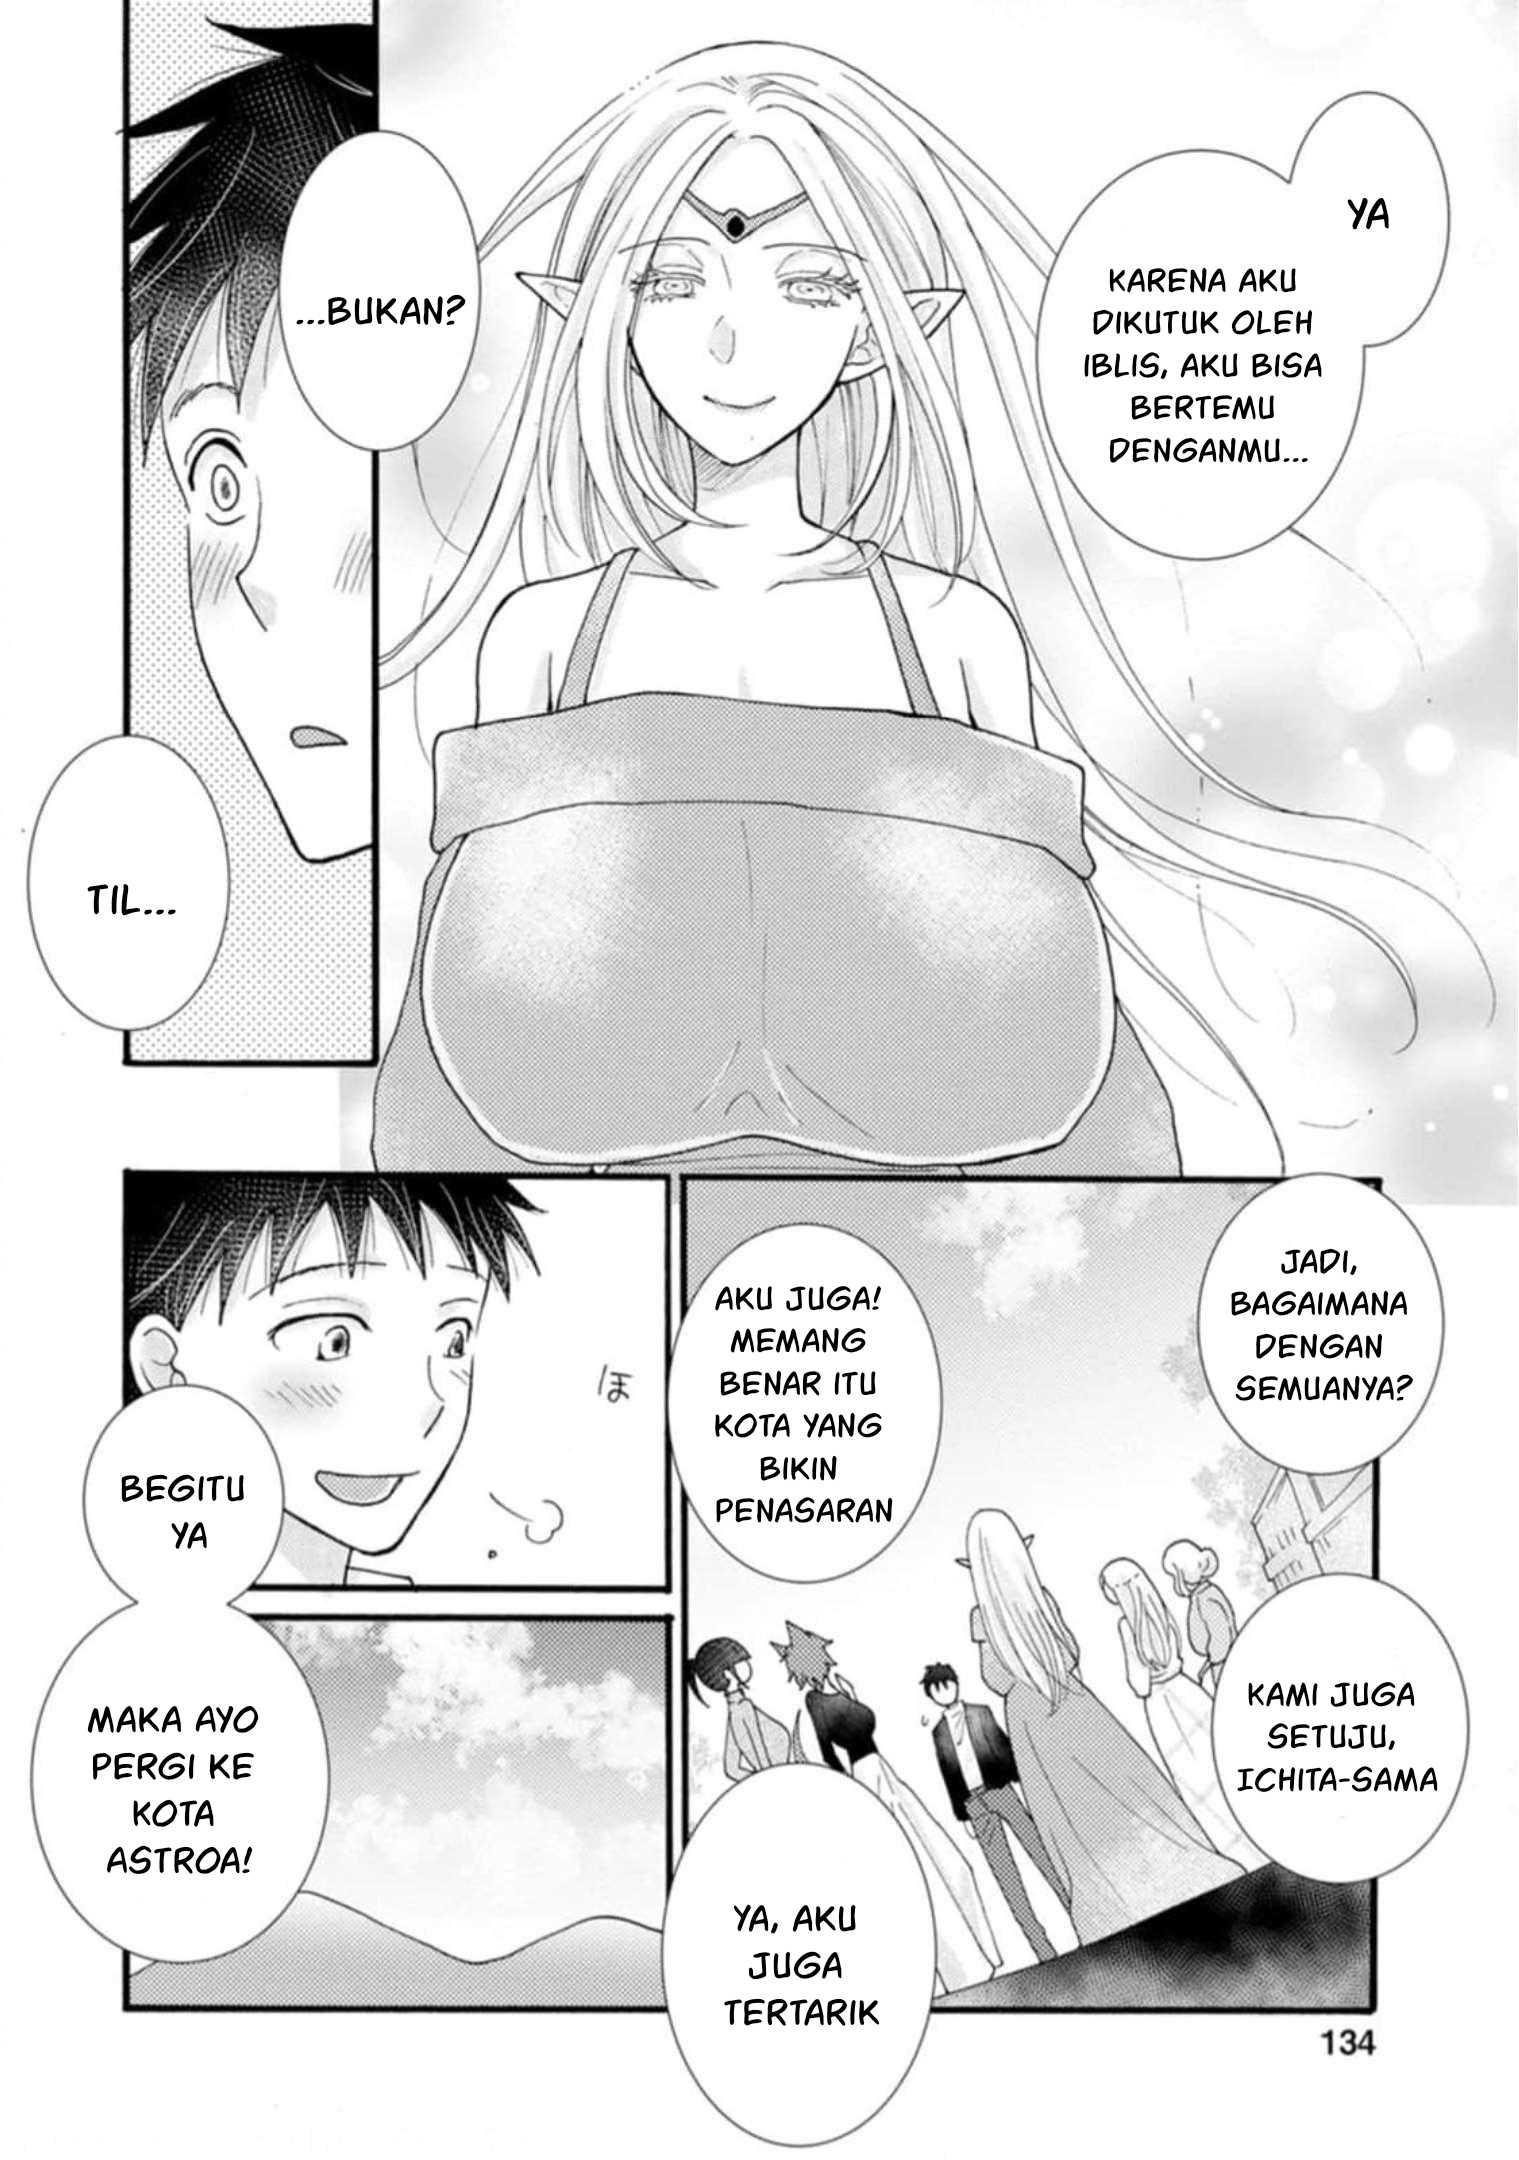 YA
KARENA AKU
DIKUTUK OLEH
IBLIS, AKU BISA
BERTEMU
DENGANMU...
...BUKAN?
TIL...
JADI,
BAGAIMANA
DENGAN
SEMUANYA?
AKU JUGA!
MEMANG
BENAR ITU
KOTA YANG
BIKIN
PENASARAN
KAMI JUGA
SETUJU,
ICHITA-SAMA
YA, AKU
JUGA
TERTARIK
ほ
BEGITU
YA
MAKA AYO
PERGI KE
KOTA
ASTROA!
134